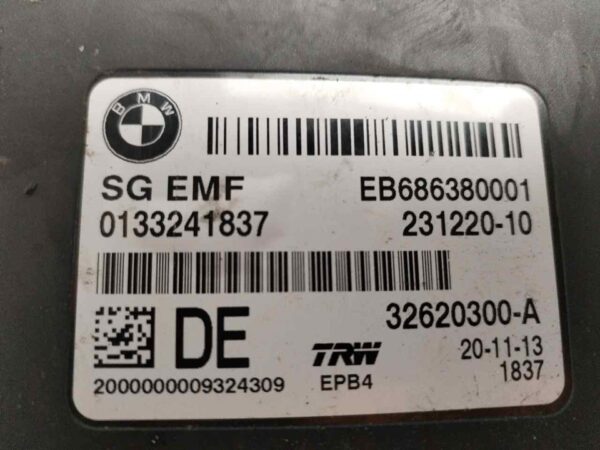 BMW
SG EMF EB686380001
0133241837 231220-10
32620300-A
DE TRW 20-11-13
2000000009324309 EPB4 1837